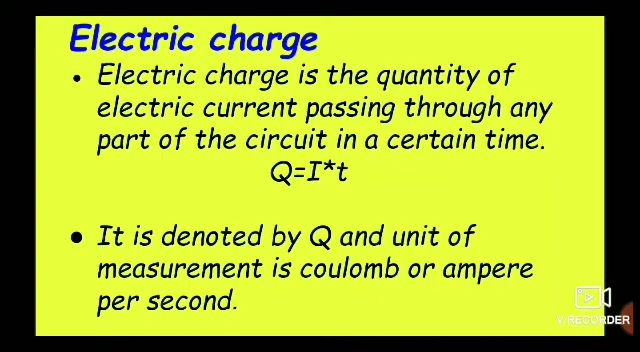 Electric charge
• Electric charge is the quantity of
electric current passing through any
part of the circuit in a certain time.
Q=I*t
• It is denoted by Q and unit of
measurement is coulomb or ampere
per second.
V RECORDER